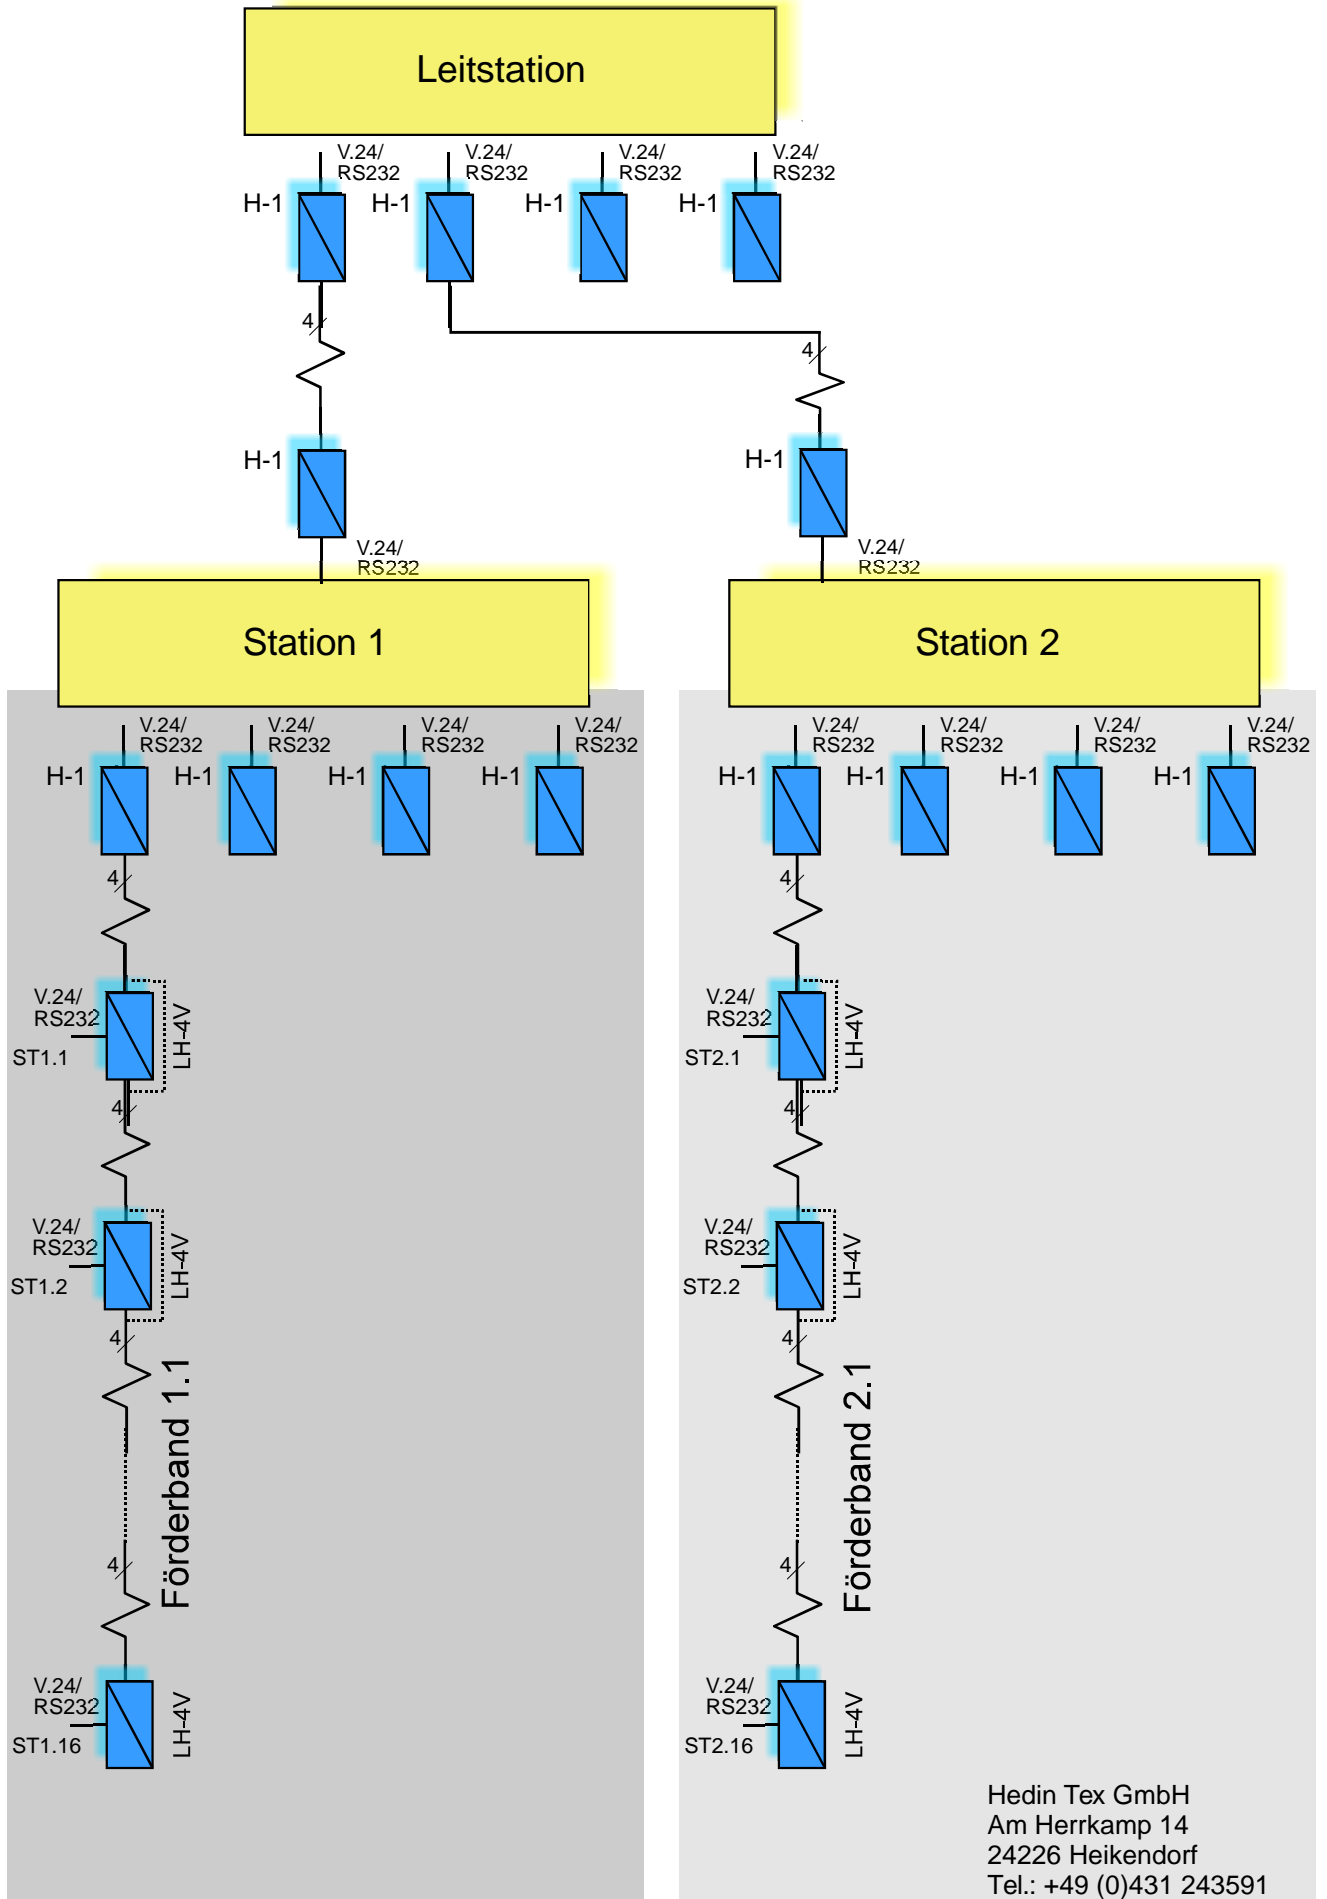 Leitstation
V.24/
RS232
V.24/
RS232
V.24/
RS232
V.24/
RS232
H-1
H-1
H-1
H-1
4
4
H-1
H-1
V.24/
RS232
V.24/
RS232
Station 1
Station 2
V.24/
RS232
V.24/
RS232
V.24/
RS232
V.24/
RS232
V.24/
RS232
V.24/
RS232
V.24/
RS232
V.24/
RS232
H-1
H-1
H-1
H-1
H-1
H-1
H-1
H-1
4
4
V.24/
RS232
ST1.1
LH-4V
V.24/
RS232
ST2.1
LH-4V
4
4
V.24/
RS232
ST1.2
LH-4V
V.24/
RS232
ST2.2
LH-4V
4
4
Förderband 1.1
Förderband 2.1
4
4
V.24/
RS232
ST1.16
LH-4V
V.24/
RS232
ST2.16
LH-4V
Hedin Tex GmbH
Am Herrkamp 14
24226 Heikendorf
Tel.: +49 (0)431 243591